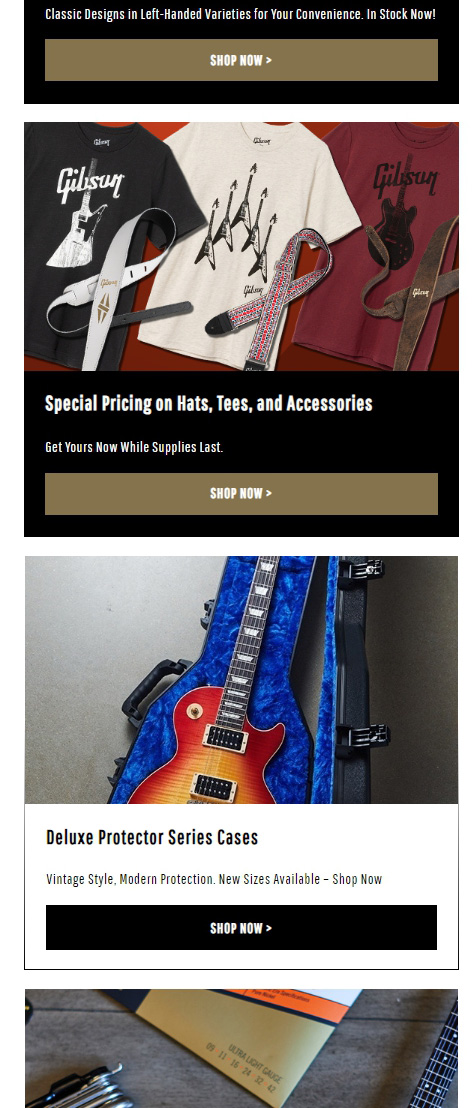 Classic Designs in Left-Handed Varieties for Your Convenience. In Stock Now!
SHOP NOW >
Gibson
Gibson
Gibson
Gibson
Gibson
Special Pricing on Hats, Tees, and Accessories
Get Yours Now While Supplies Last.
SHOP NOW >
Deluxe Protector Series Cases
Vintage Style, Modern Protection. New Sizes Available – Shop Now
SHOP NOW >
ULTRA LIGHT GAUGE
09 11 16 24 32 42